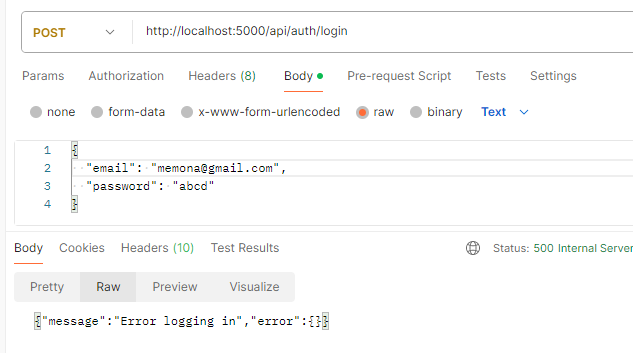 POST http://localhost:5000/api/auth/login
Params Authorization Headers (8) Body Pre-request Script Tests Settings
none form-data x-www-form-urlencoded raw binary Text
1 {
2 "email": "memona@gmail.com",
3 "password": "abcd"
4 }
Body Cookies Headers (10) Test Results Status: 500 Internal Server
Pretty Raw Preview Visualize
{"message":"Error logging in","error":{}}